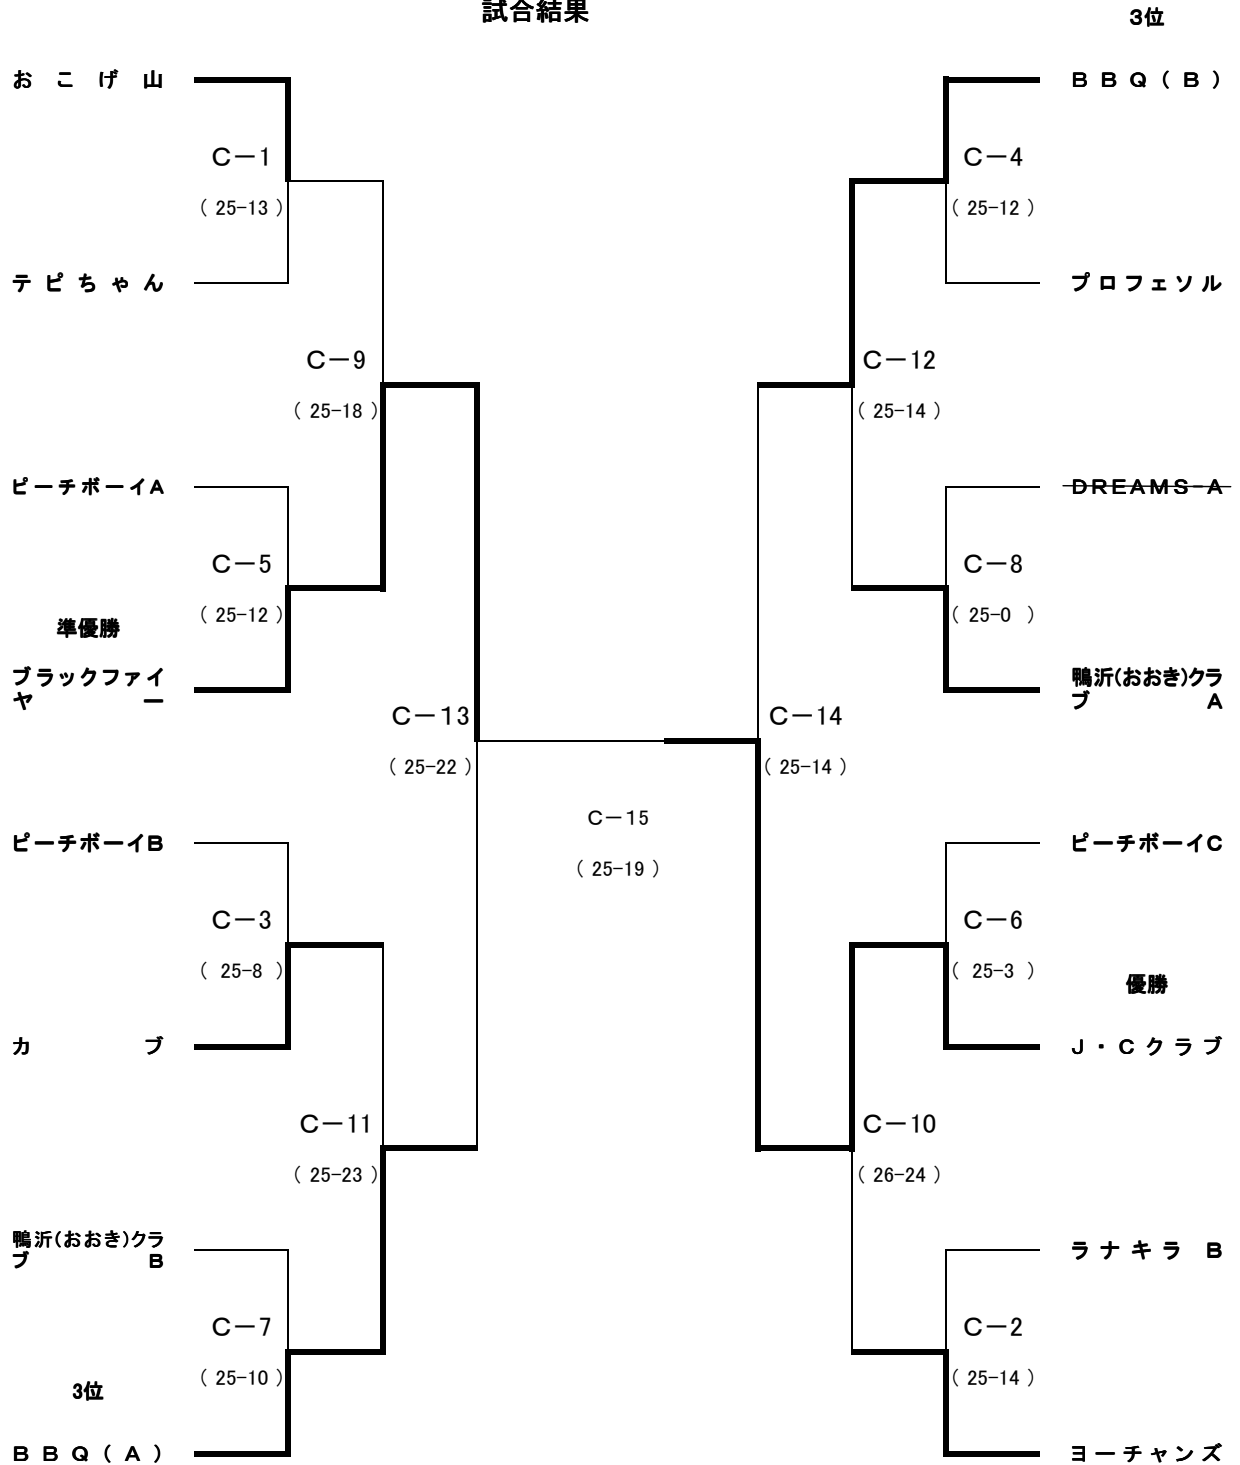 試合結果
3位
おこげ山
BBQ(B)
C－1
C－4
( 25-13 )
( 25-12 )
テピちゃん
プロフェソル
C－9
C－12
( 25-18 )
( 25-14 )
ピーチボーイA
DREAMS-A
C－5
C－8
( 25-12 )
( 25-0 )
準優勝
ブラックファイ
ヤー
鴨沂(おおき)クラ
ブA
C－13
C－14
( 25-22 )
( 25-14 )
C－15
( 25-19 )
ピーチボーイB
ピーチボーイC
C－3
C－6
( 25-8 )
( 25-3 )
優勝
カブ
J・Cクラブ
C－11
C－10
( 25-23 )
( 26-24 )
鴨沂(おおき)クラ
ブB
ラナキラ B
C－7
C－2
( 25-10 )
( 25-14 )
3位
BBQ(A)
ヨーチャンズ